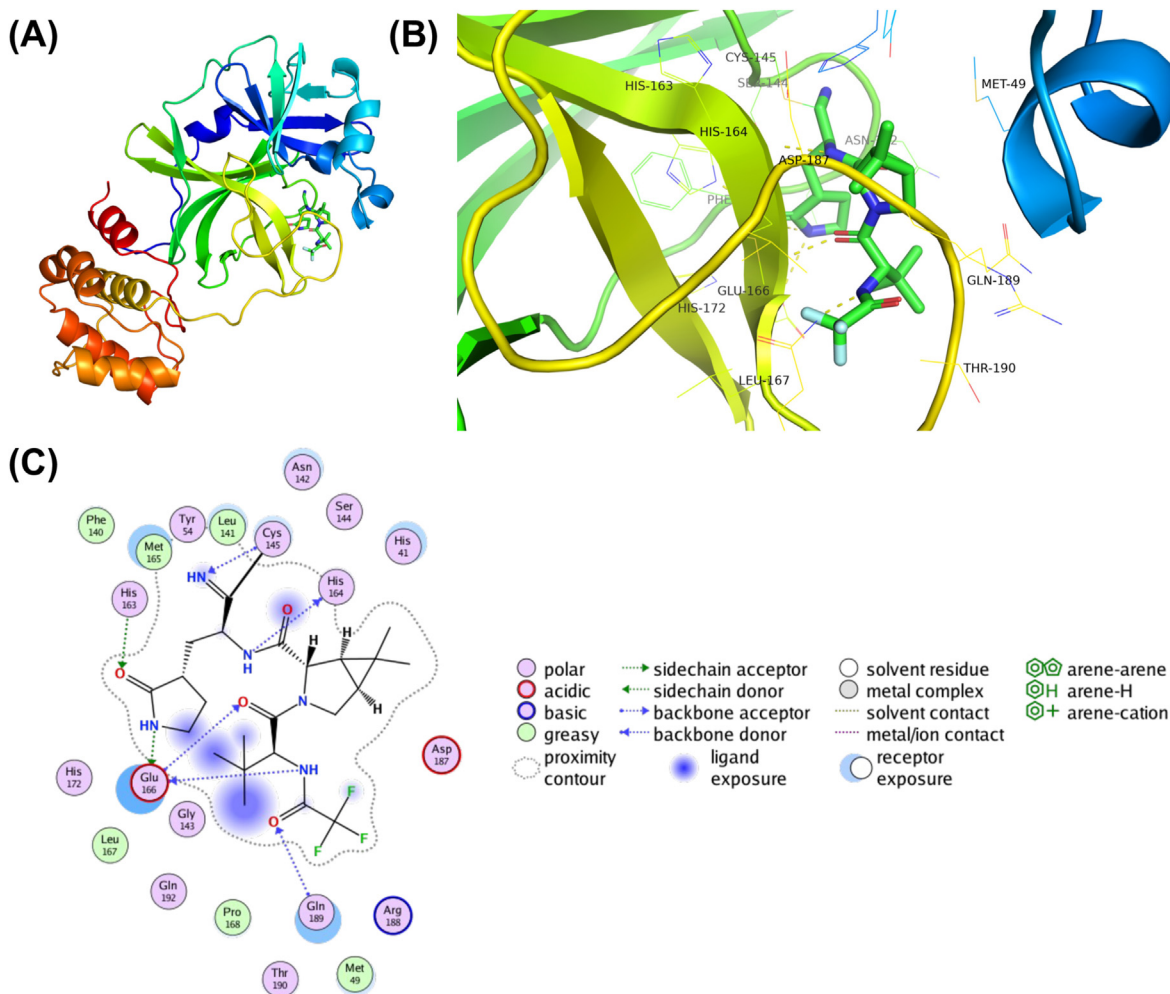 (A)
(B)
CYS-145
HIS-163
SER-144
MET-49
HIS-164
ASP-187
PHE
GLU-166
GLN-189
HIS-172
THR-190
LEU-167
(C)
Asn
142
Phe
140
Tyr
54
Leu
141
Ser
144
Met
165
Cys
145
His
41
HN
His
164
His
163
O
H
N
H
O
O
N
H
O
NH
Asp
187
His
172
Glu
166
NH
Gly
143
F
O
F
F
Leu
167
Gln
192
Pro
168
Gln
189
Arg
188
Thr
190
Met
49
polar
acidic
basic
greasy
proximity
contour
sidechain acceptor
sidechain donor
backbone acceptor
backbone donor
ligand
exposure
solvent residue
metal complex
solvent contact
metal/ion contact
receptor
exposure
arene-arene
H arene-H
+ arene-cation